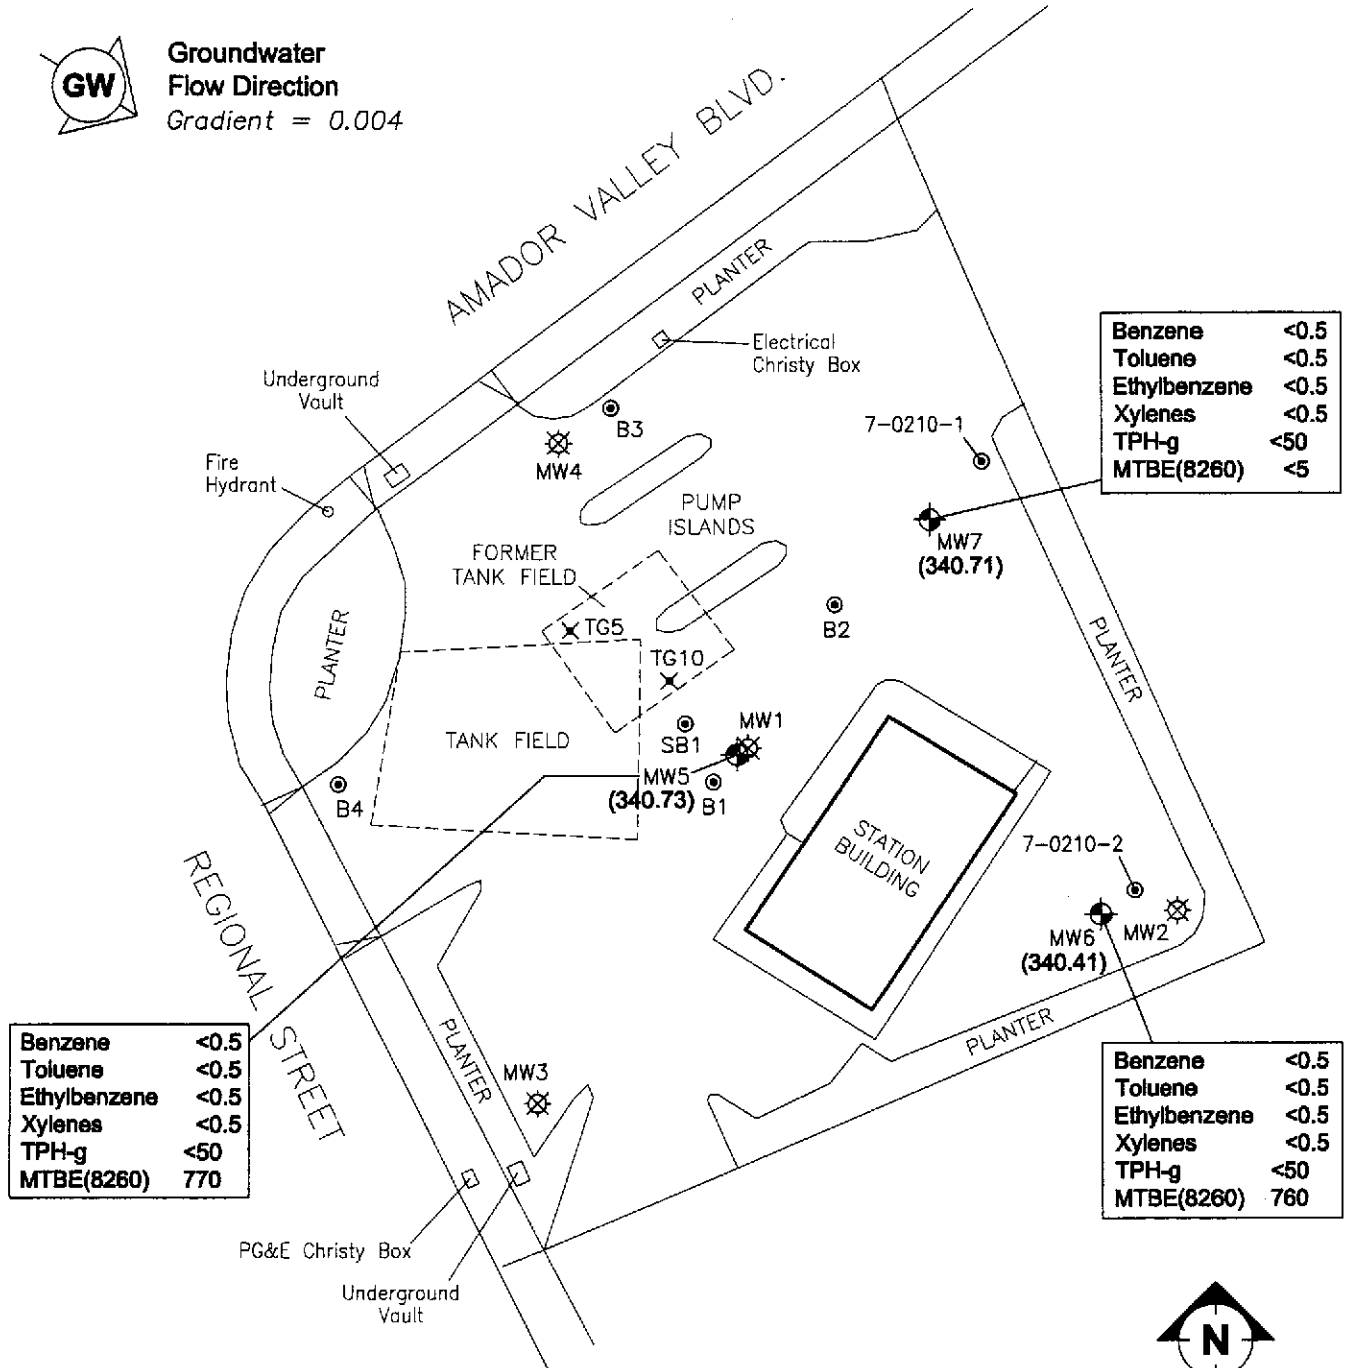 GW
Groundwater
Flow Direction
Gradient = 0.004
AMADOR VALLEY BLVD.
PLANTER
Electrical
Christy Box
Underground
Vault
Fire
Hydrant
B3
MW4
7-0210-1
Benzene <0.5
Toluene <0.5
Ethylbenzene <0.5
Xylenes <0.5
TPH-g <50
MTBE(8260) <5
PUMP
ISLANDS
MW7
(340.71)
FORMER
TANK FIELD
TG5
B2
PLANTER
PLANTER
TG10
TANK FIELD
SB1
MW1
MW5
(340.73)
B1
B4
STATION
BUILDING
7-0210-2
MW6
(340.41)
MW2
REGIONAL STREET
PLANTER
PLANTER
MW3
Benzene <0.5
Toluene <0.5
Ethylbenzene <0.5
Xylenes <0.5
TPH-g <50
MTBE(8260) 770
Benzene <0.5
Toluene <0.5
Ethylbenzene <0.5
Xylenes <0.5
TPH-g <50
MTBE(8260) 760
PG&E Christy Box
Underground
Vault
N